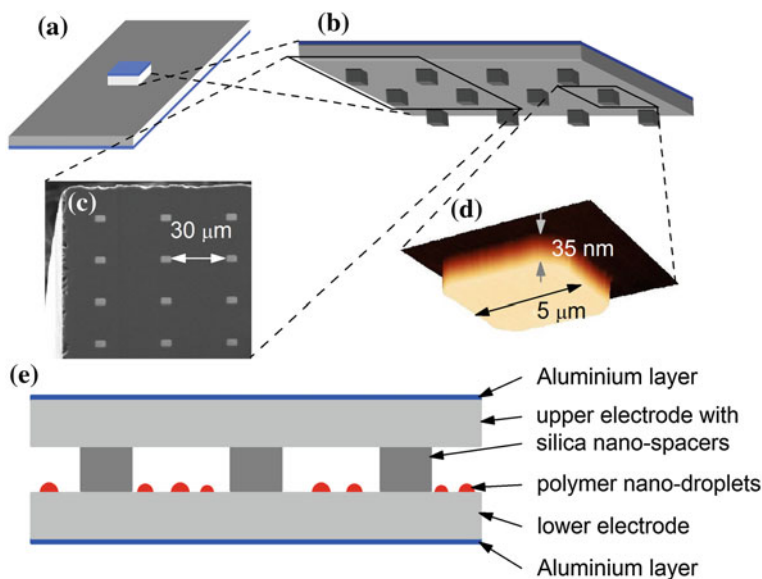 (a)
(b)
(c)
30 μm
(d)
35 nm
5 μm
(e)
Aluminium layer
upper electrode with
silica nano-spacers
polymer nano-droplets
lower electrode
Aluminium layer